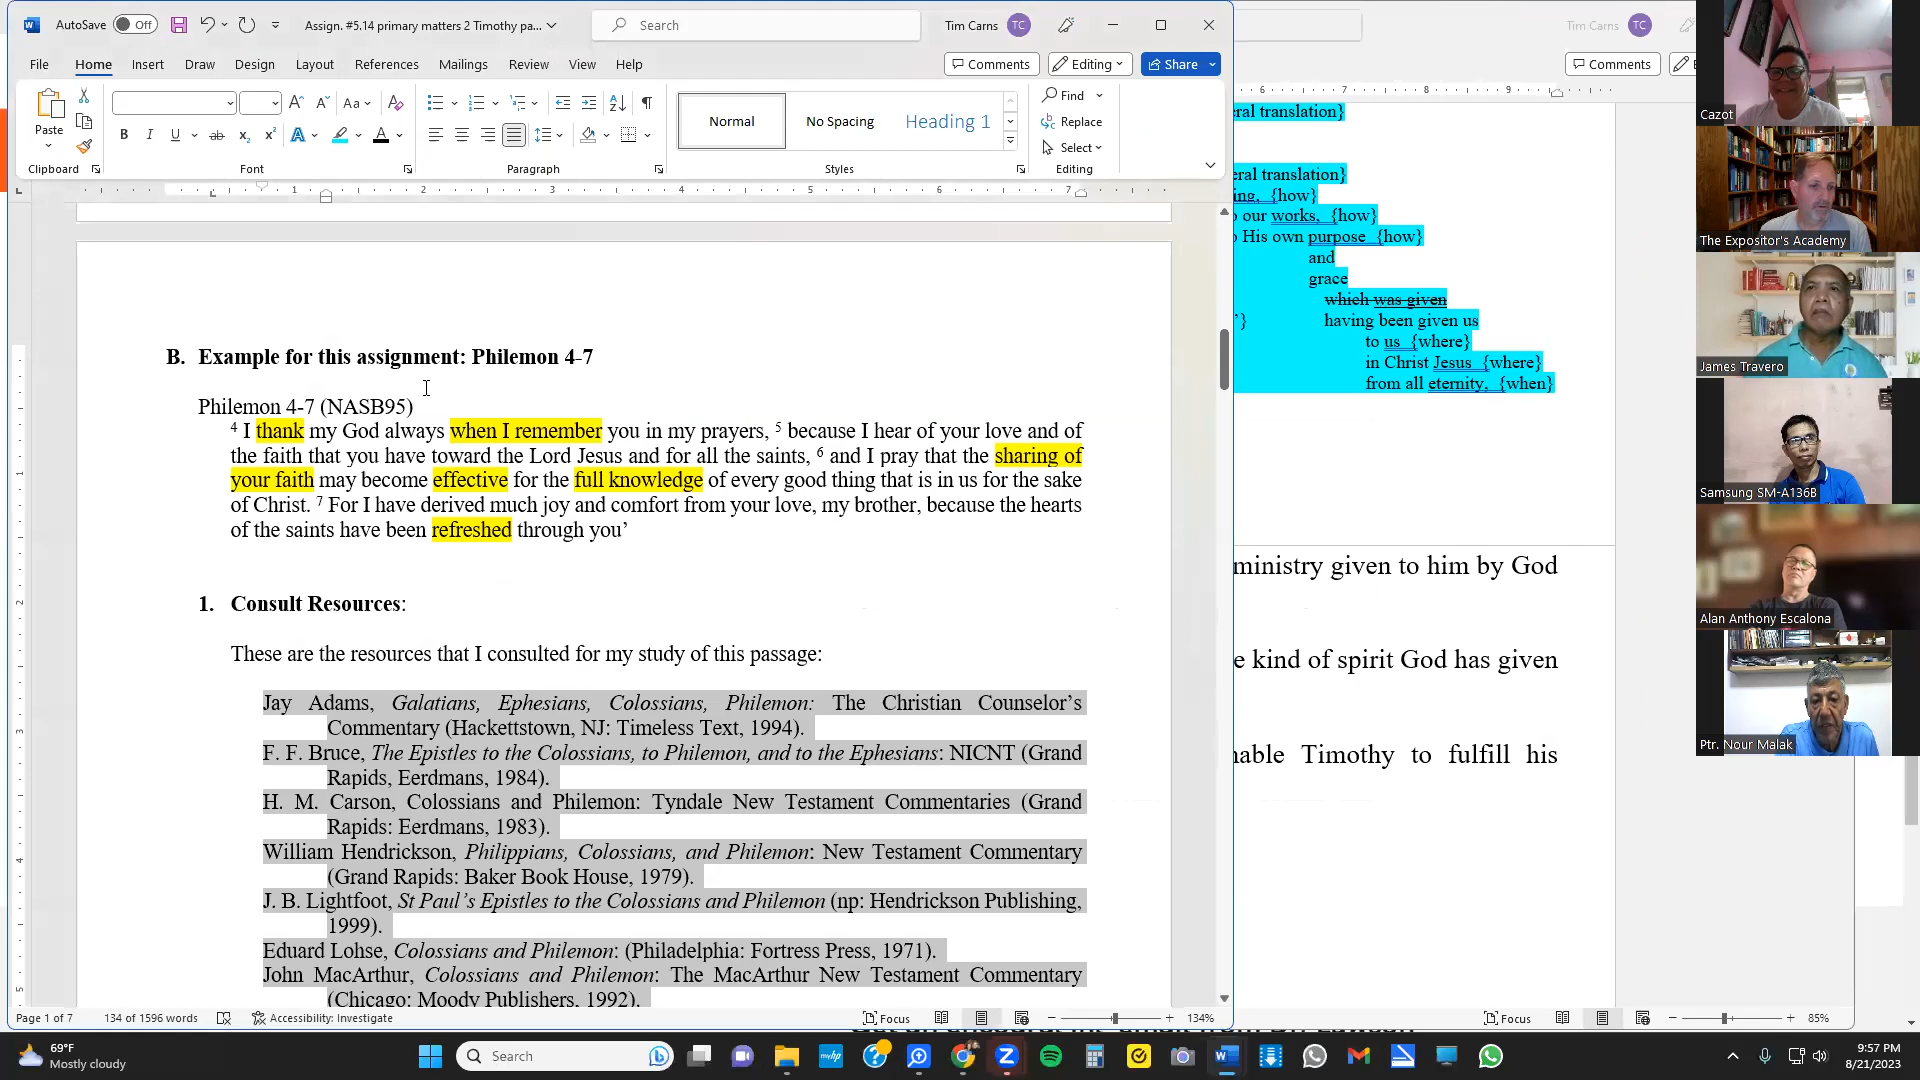 AutoSave Off
Assign. #5.14 primary matters 2 Timothy pa...
Search
Tim Carns TC
Tim Carns TC
File Home Insert Draw Design Layout References Mailings Review View Help
Comments Editing Share
Comments
Paste
Aa
Normal
No Spacing
Heading 1
Find
Replace
Select
Clipboard Font Paragraph Styles Editing
B. Example for this assignment: Philemon 4-7
Philemon 4-7 (NASB95)
4 I thank my God always when I remember you in my prayers, 5 because I hear of your love and of
the faith that you have toward the Lord Jesus and for all the saints, 6 and I pray that the sharing of
your faith may become effective for the full knowledge of every good thing that is in us for the sake
of Christ. 7 For I have derived much joy and comfort from your love, my brother, because the hearts
of the saints have been refreshed through you’
1. Consult Resources:
These are the resources that I consulted for my study of this passage:
Jay Adams, Galatians, Ephesians, Colossians, Philemon: The Christian Counselor’s
Commentary (Hackettstown, NJ: Timeless Text, 1994).
F. F. Bruce, The Epistles to the Colossians, to Philemon, and to the Ephesians: NICNT (Grand
Rapids, Eerdmans, 1984).
H. M. Carson, Colossians and Philemon: Tyndale New Testament Commentaries (Grand
Rapids: Eerdmans, 1983).
William Hendrickson, Philippians, Colossians, and Philemon: New Testament Commentary
(Grand Rapids: Baker Book House, 1979).
J. B. Lightfoot, St Paul’s Epistles to the Colossians and Philemon (np: Hendrickson Publishing,
1999).
Eduard Lohse, Colossians and Philemon: (Philadelphia: Fortress Press, 1971).
John MacArthur, Colossians and Philemon: The MacArthur New Testament Commentary
(Chicago: Moody Publishers, 1992).
Page 1 of 7 134 of 1596 words Accessibility: Investigate Focus 134%
eral translation}
eral translation}
ing, {how}
o our works, {how}
o His own purpose {how}
and
grace
which was given
’} having been given us
to us {where}
in Christ Jesus {where}
from all eternity, {when}
ministry given to him by God
e kind of spirit God has given
nable Timothy to fulfill his
Focus 85%
Cazot
The Expositor's Academy
James Travero
Samsung SM-A136B
Alan Anthony Escalona
Ptr. Nour Malak
69°F
Mostly cloudy
Search
9:57 PM
8/21/2023